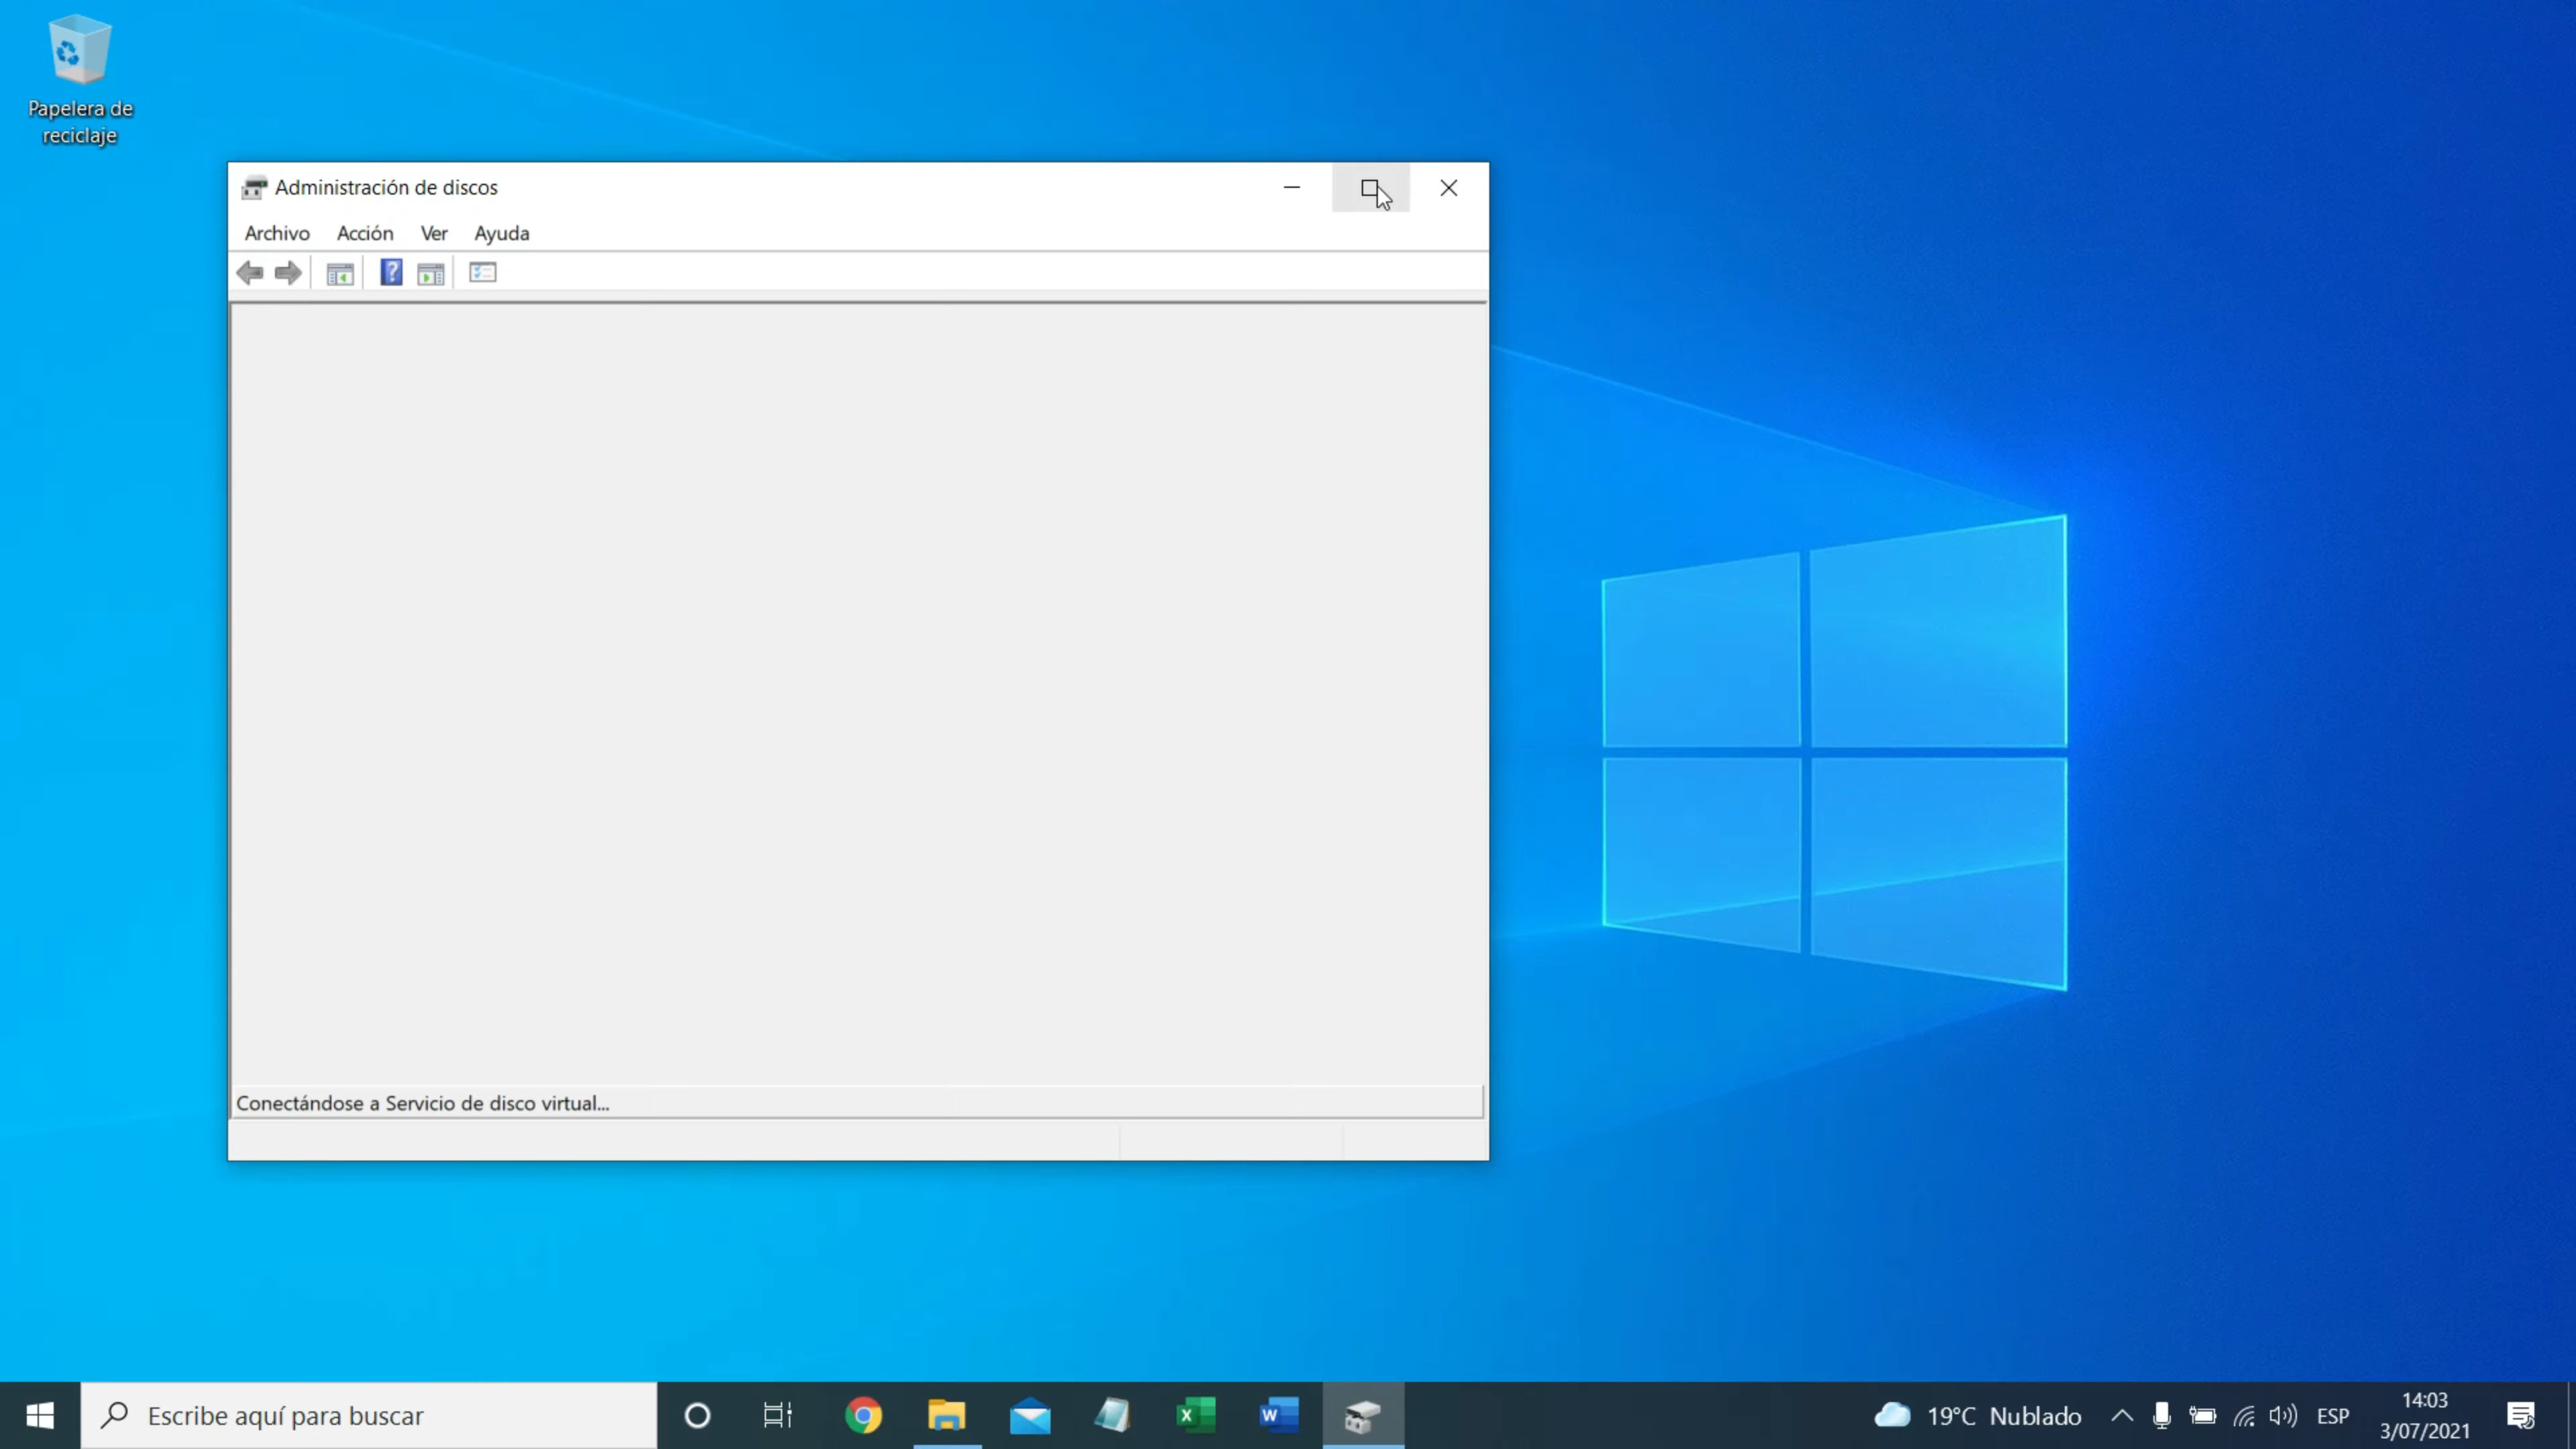 Papelera de
reciclaje
Administración de discos
Archivo Acción Ver Ayuda
Conectándose a Servicio de disco virtual...
Escribe aquí para buscar
19°C Nublado
ESP
14:03
3/07/2021